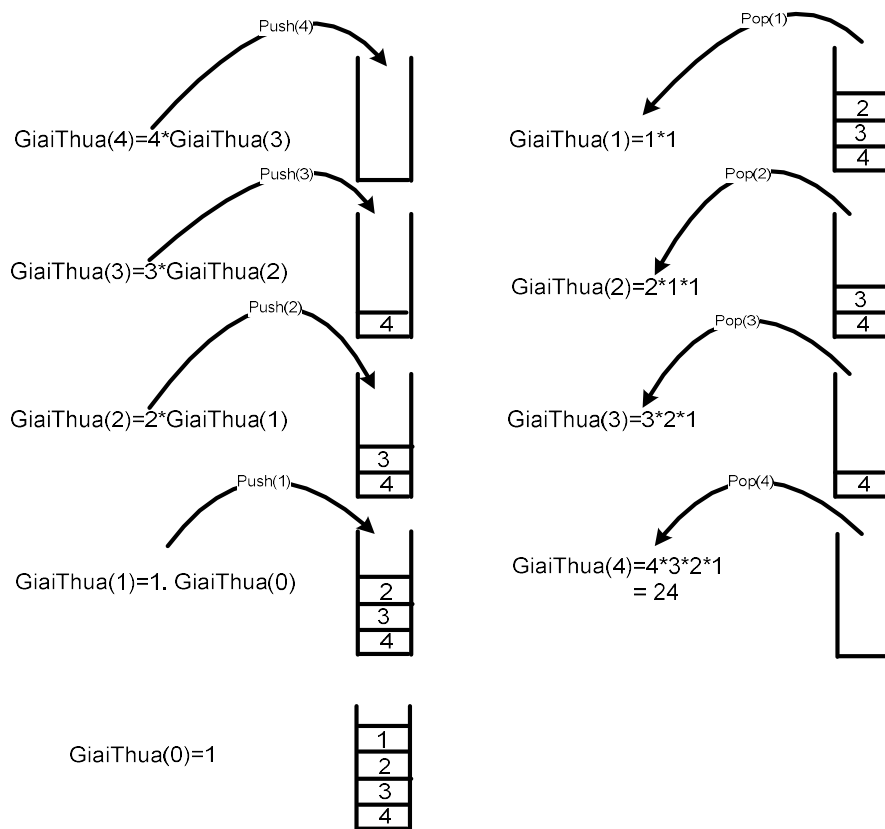 Push(4)
GiaiThua(4)=4*GiaiThua(3)
Push(3)
GiaiThua(3)=3*GiaiThua(2)
4
Push(2)
GiaiThua(2)=2*GiaiThua(1)
3
4
Push(1)
GiaiThua(1)=1. GiaiThua(0)
2
3
4
GiaiThua(0)=1
1
2
3
4
Pop(1)
GiaiThua(1)=1*1
2
3
4
Pop(2)
GiaiThua(2)=2*1*1
3
4
Pop(3)
GiaiThua(3)=3*2*1
4
Pop(4)
GiaiThua(4)=4*3*2*1
= 24